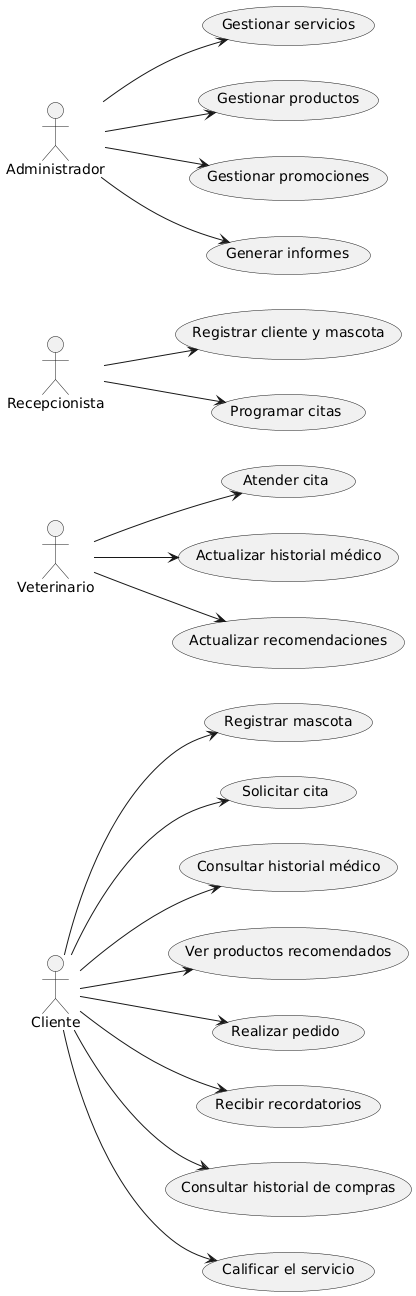 Gestionar servicios
Gestionar productos
Administrador
Gestionar promociones
Generar informes
Registrar cliente y mascota
Recepcionista
Programar citas
Atender cita
Actualizar historial médico
Veterinario
Actualizar recomendaciones
Registrar mascota
Solicitar cita
Consultar historial médico
Ver productos recomendados
Cliente
Realizar pedido
Recibir recordatorios
Consultar historial de compras
Calificar el servicio